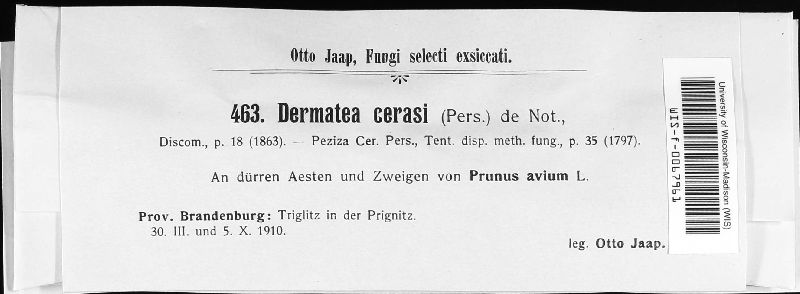 Otto Jaap, Fungi selecti exsiccati.
463. Dermatea cerasi (Pers.) de Not.,
Discom., p. 18 (1863). — Peziza Cer. Pers., Tent. disp. meth. fung., p. 35 (1797).
An dürren Aesten und Zweigen von Prunus avium L.
Prov. Brandenburg: Triglitz in der Prignitz.
30. III. und 5. X. 1910.
leg. Otto Jaap.
University of Wisconsin-Madison (WIS)
WIS-F-0067961